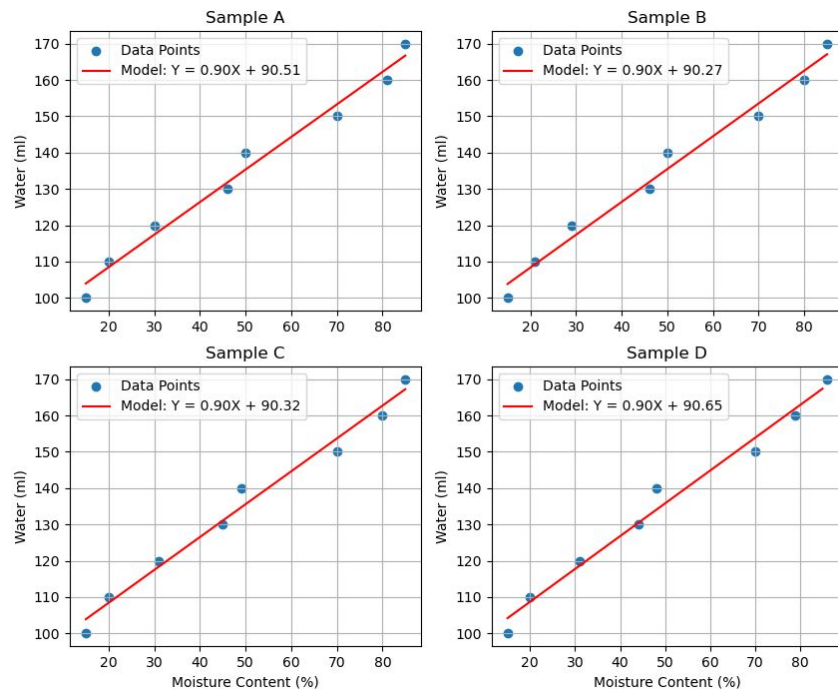 Sample A
Data Points
Model: Y = 0.90X + 90.51
Water (ml)
170
160
150
140
130
120
110
100
20 30 40 50 60 70 80
Sample B
Data Points
Model: Y = 0.90X + 90.27
Water (ml)
170
160
150
140
130
120
110
100
20 30 40 50 60 70 80
Sample C
Data Points
Model: Y = 0.90X + 90.32
Water (ml)
170
160
150
140
130
120
110
100
20 30 40 50 60 70 80
Moisture Content (%)
Sample D
Data Points
Model: Y = 0.90X + 90.65
Water (ml)
170
160
150
140
130
120
110
100
20 30 40 50 60 70 80
Moisture Content (%)